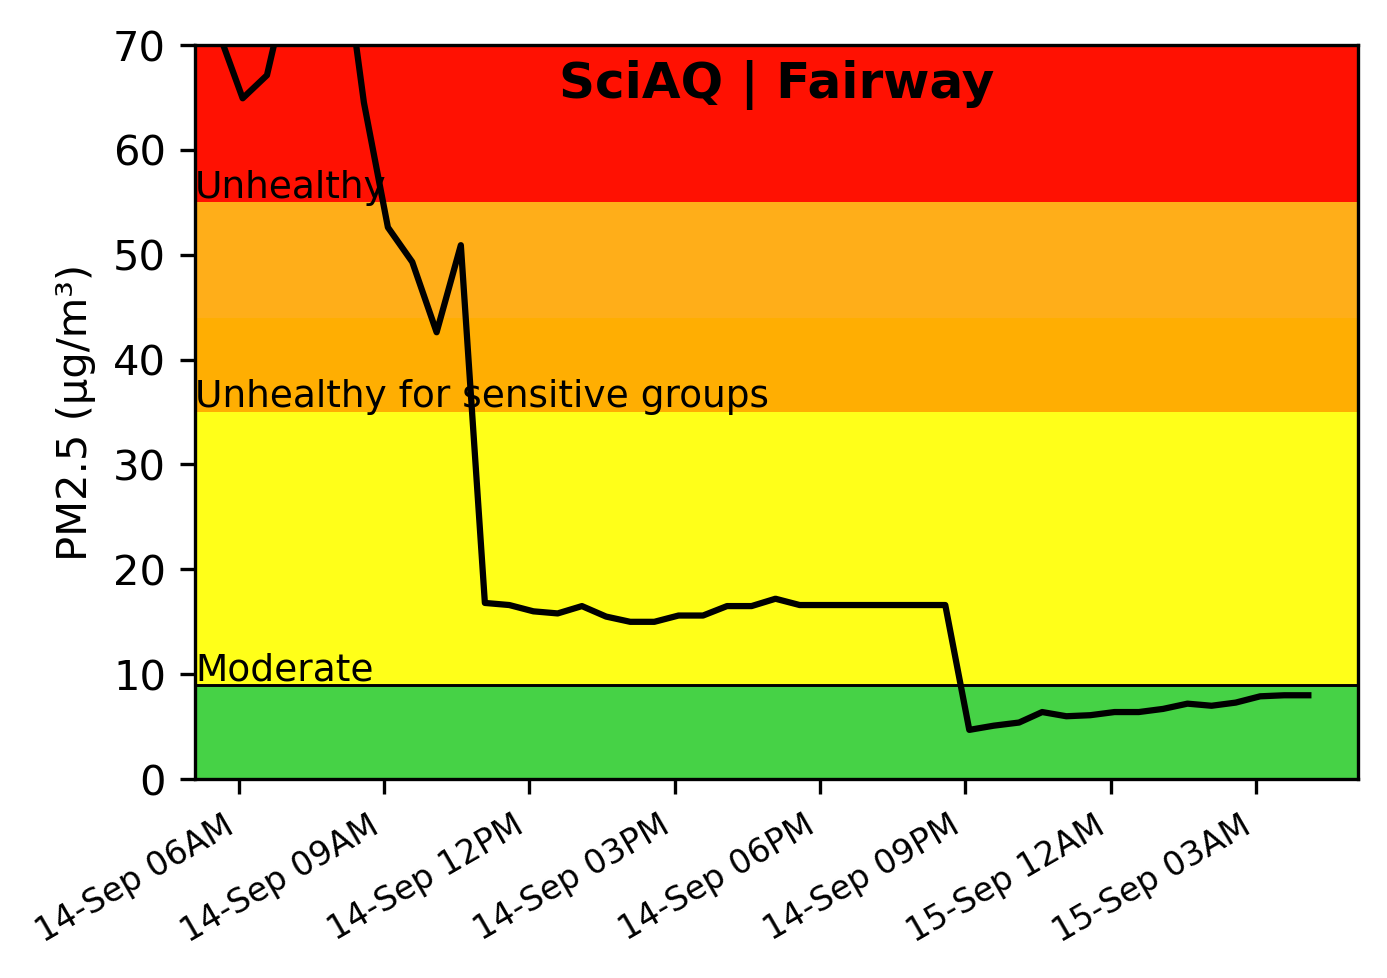 SciAQ | Fairway
PM2.5 (μg/m³)
70
60
Unhealthy
50
40
Unhealthy for sensitive groups
30
20
10
Moderate
0
14-Sep 06AM
14-Sep 09AM
14-Sep 12PM
14-Sep 03PM
14-Sep 06PM
14-Sep 09PM
15-Sep 12AM
15-Sep 03AM